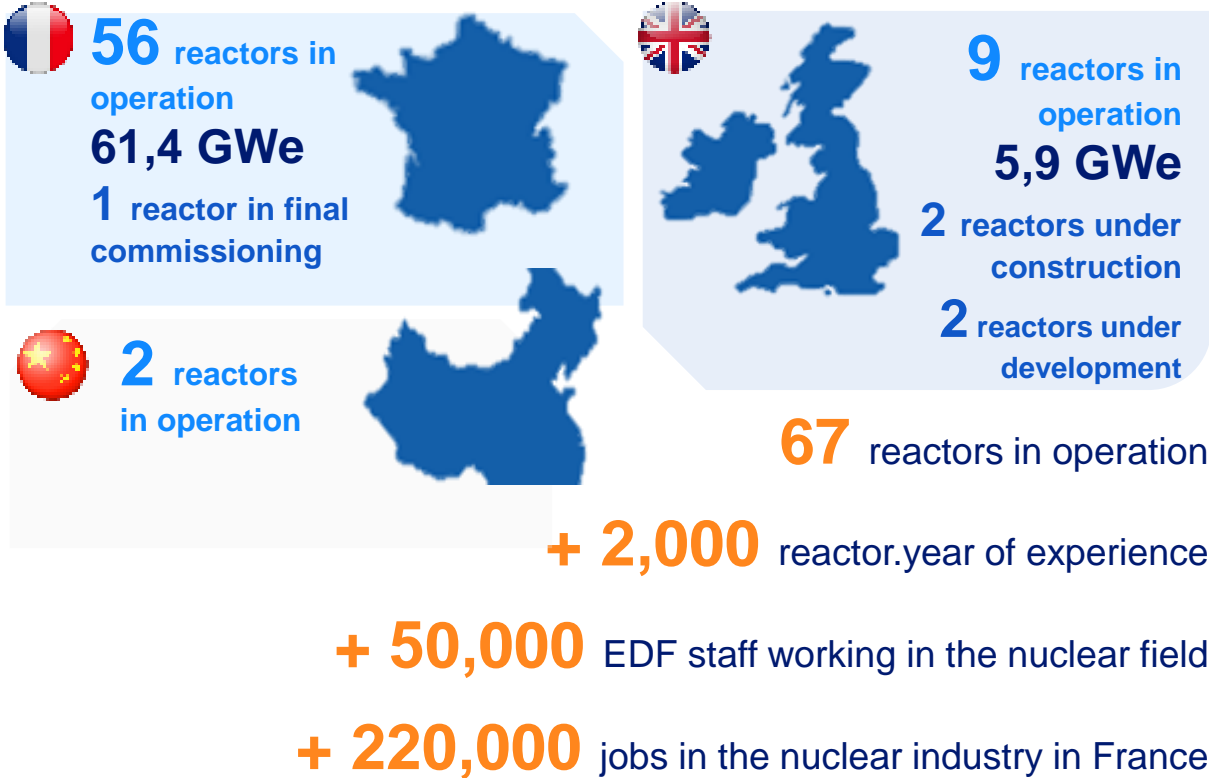 56 reactors in
operation
61,4 GWe
1 reactor in final
commissioning
9 reactors in
operation
5,9 GWe
2 reactors under
construction
2 reactors under
development
2 reactors
in operation
67 reactors in operation
+ 2,000 reactor.year of experience
+ 50,000 EDF staff working in the nuclear field
+ 220,000 jobs in the nuclear industry in France